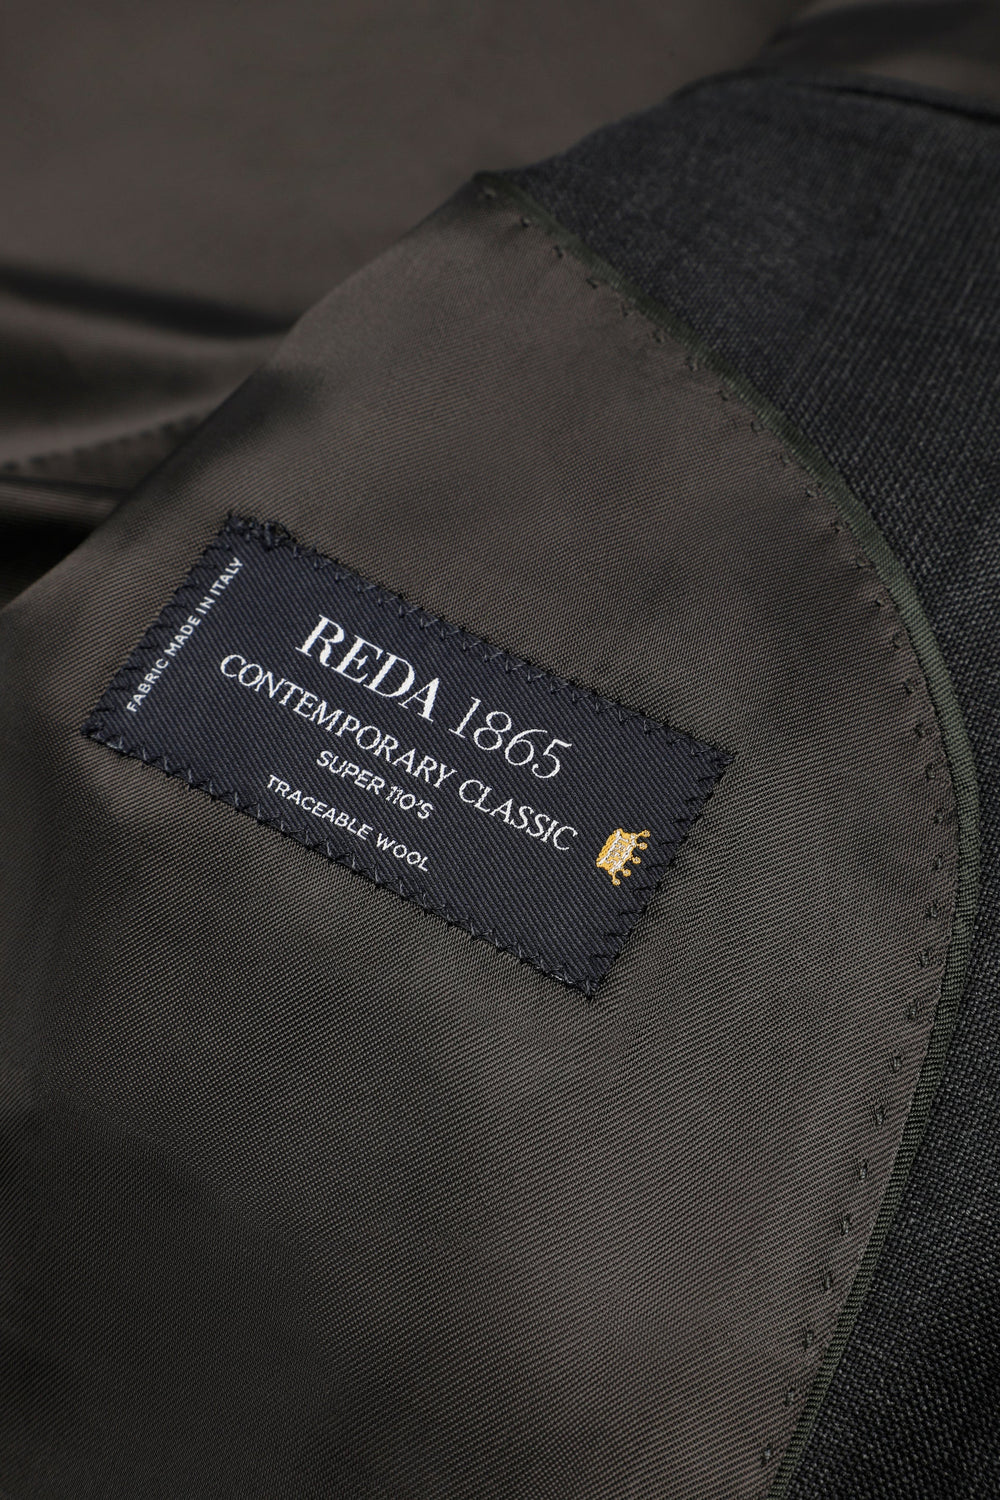 FABRIC MADE IN ITALY
REDA 1865
CONTEMPORARY CLASSIC
SUPER 110'S
TRACEABLE WOOL